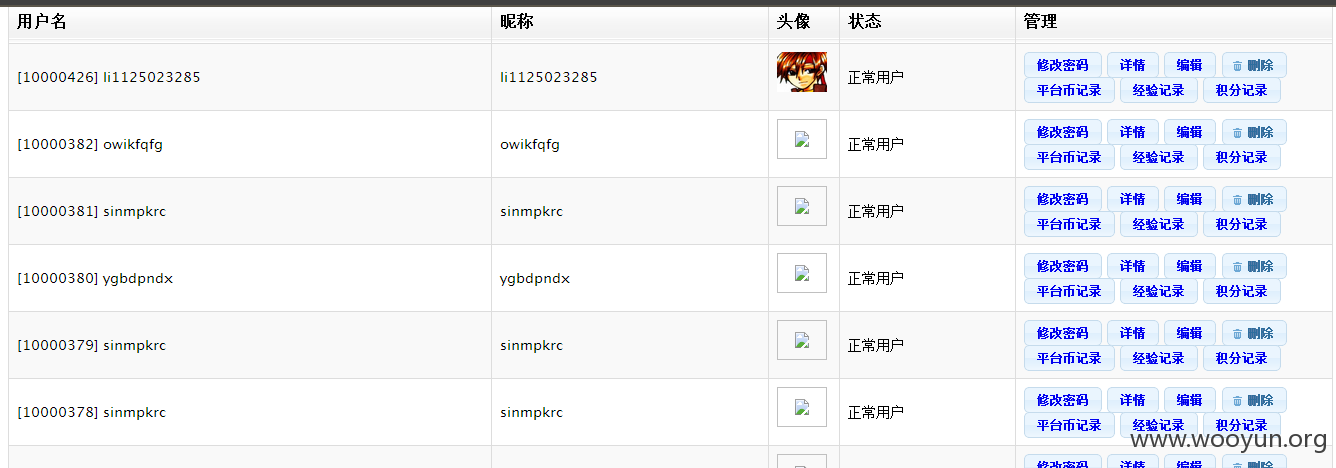 用户名 昵称 头像 状态 管理
[10000426] li1125023285 li1125023285 正常用户 修改密码 详情 编辑 删除
平台币记录 经验记录 积分记录
[10000382] owikfqfg owikfqfg 正常用户 修改密码 详情 编辑 删除
平台币记录 经验记录 积分记录
[10000381] sinmpkrc sinmpkrc 正常用户 修改密码 详情 编辑 删除
平台币记录 经验记录 积分记录
[10000380] ygbdpndx ygbdpndx 正常用户 修改密码 详情 编辑 删除
平台币记录 经验记录 积分记录
[10000379] sinmpkrc sinmpkrc 正常用户 修改密码 详情 编辑 删除
平台币记录 经验记录 积分记录
[10000378] sinmpkrc sinmpkrc 正常用户 修改密码 详情 编辑 删除
平台币记录 经验记录 积分记录
www.wooyun.org
修改密码 详情 编辑 删除